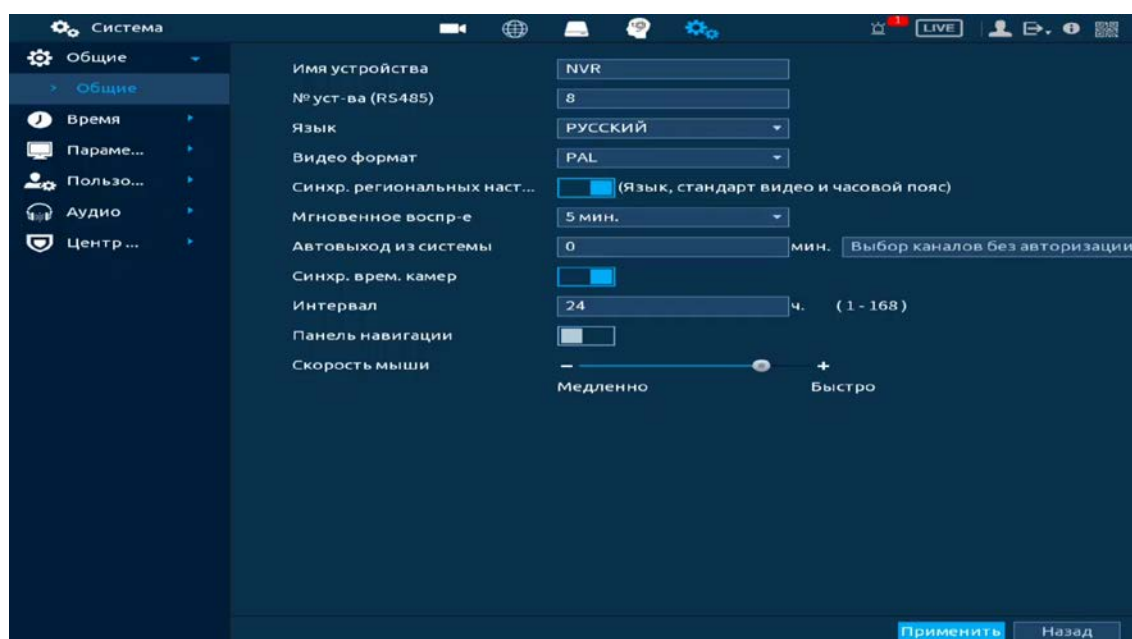 Система
1
LIVE
Общие
Общие
Время
Параме...
Пользо...
Аудио
Центр ...
Имя устройства NVR
№ уст-ва (RS485) 8
Язык РУССКИЙ
Видео формат PAL
Синхр. региональных наст... (Язык, стандарт видео и часовой пояс)
Мгновенное воспр-е 5 мин.
Автовыход из системы 0 мин. Выбор каналов без авторизации
Синхр. врем. камер
Интервал 24 ч. (1 - 168)
Панель навигации
Скорость мыши − +
Медленно Быстро
Применить Назад